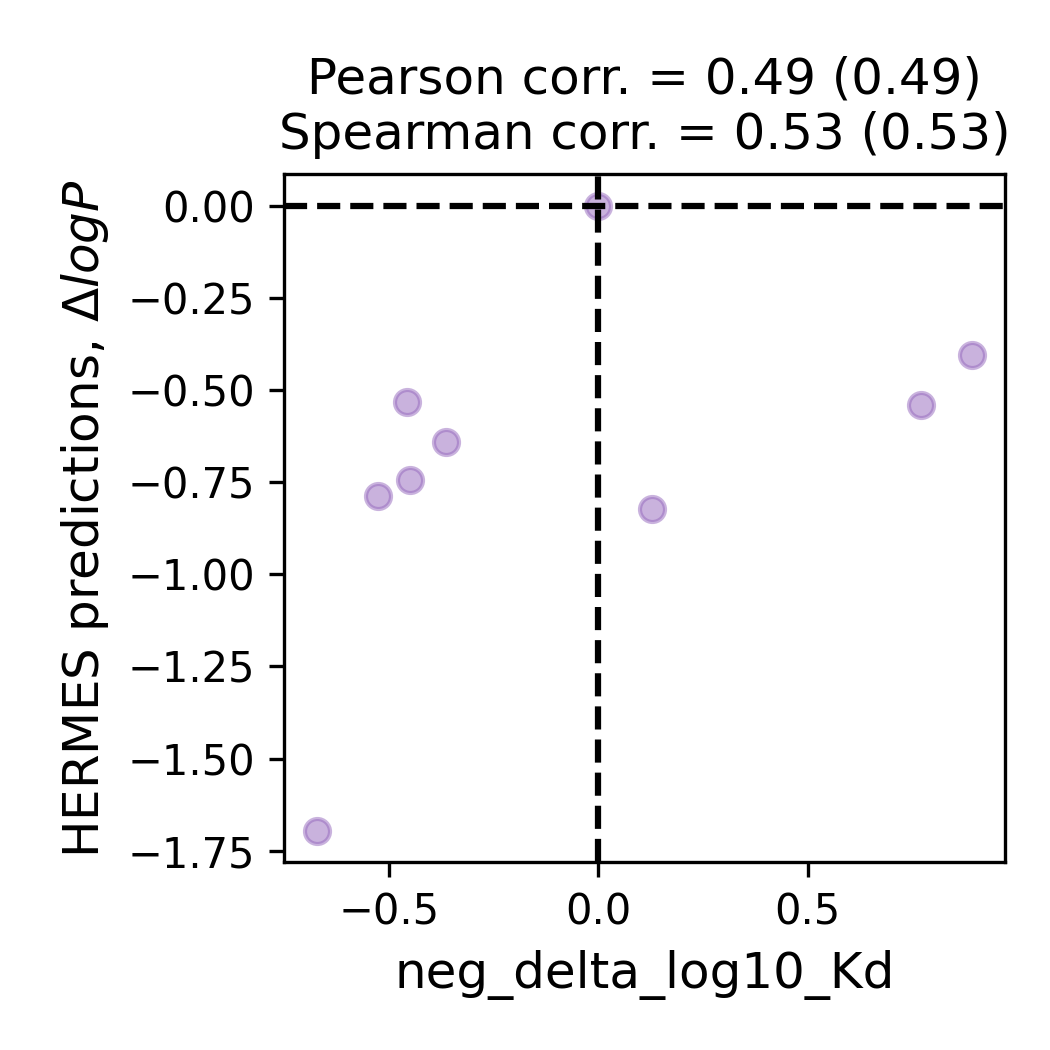 Pearson corr. = 0.49 (0.49)
Spearman corr. = 0.53 (0.53)
HERMES predictions, ΔlogP
0.00
−0.25
−0.50
−0.75
−1.00
−1.25
−1.50
−1.75
−0.5
0.0
0.5
neg_delta_log10_Kd